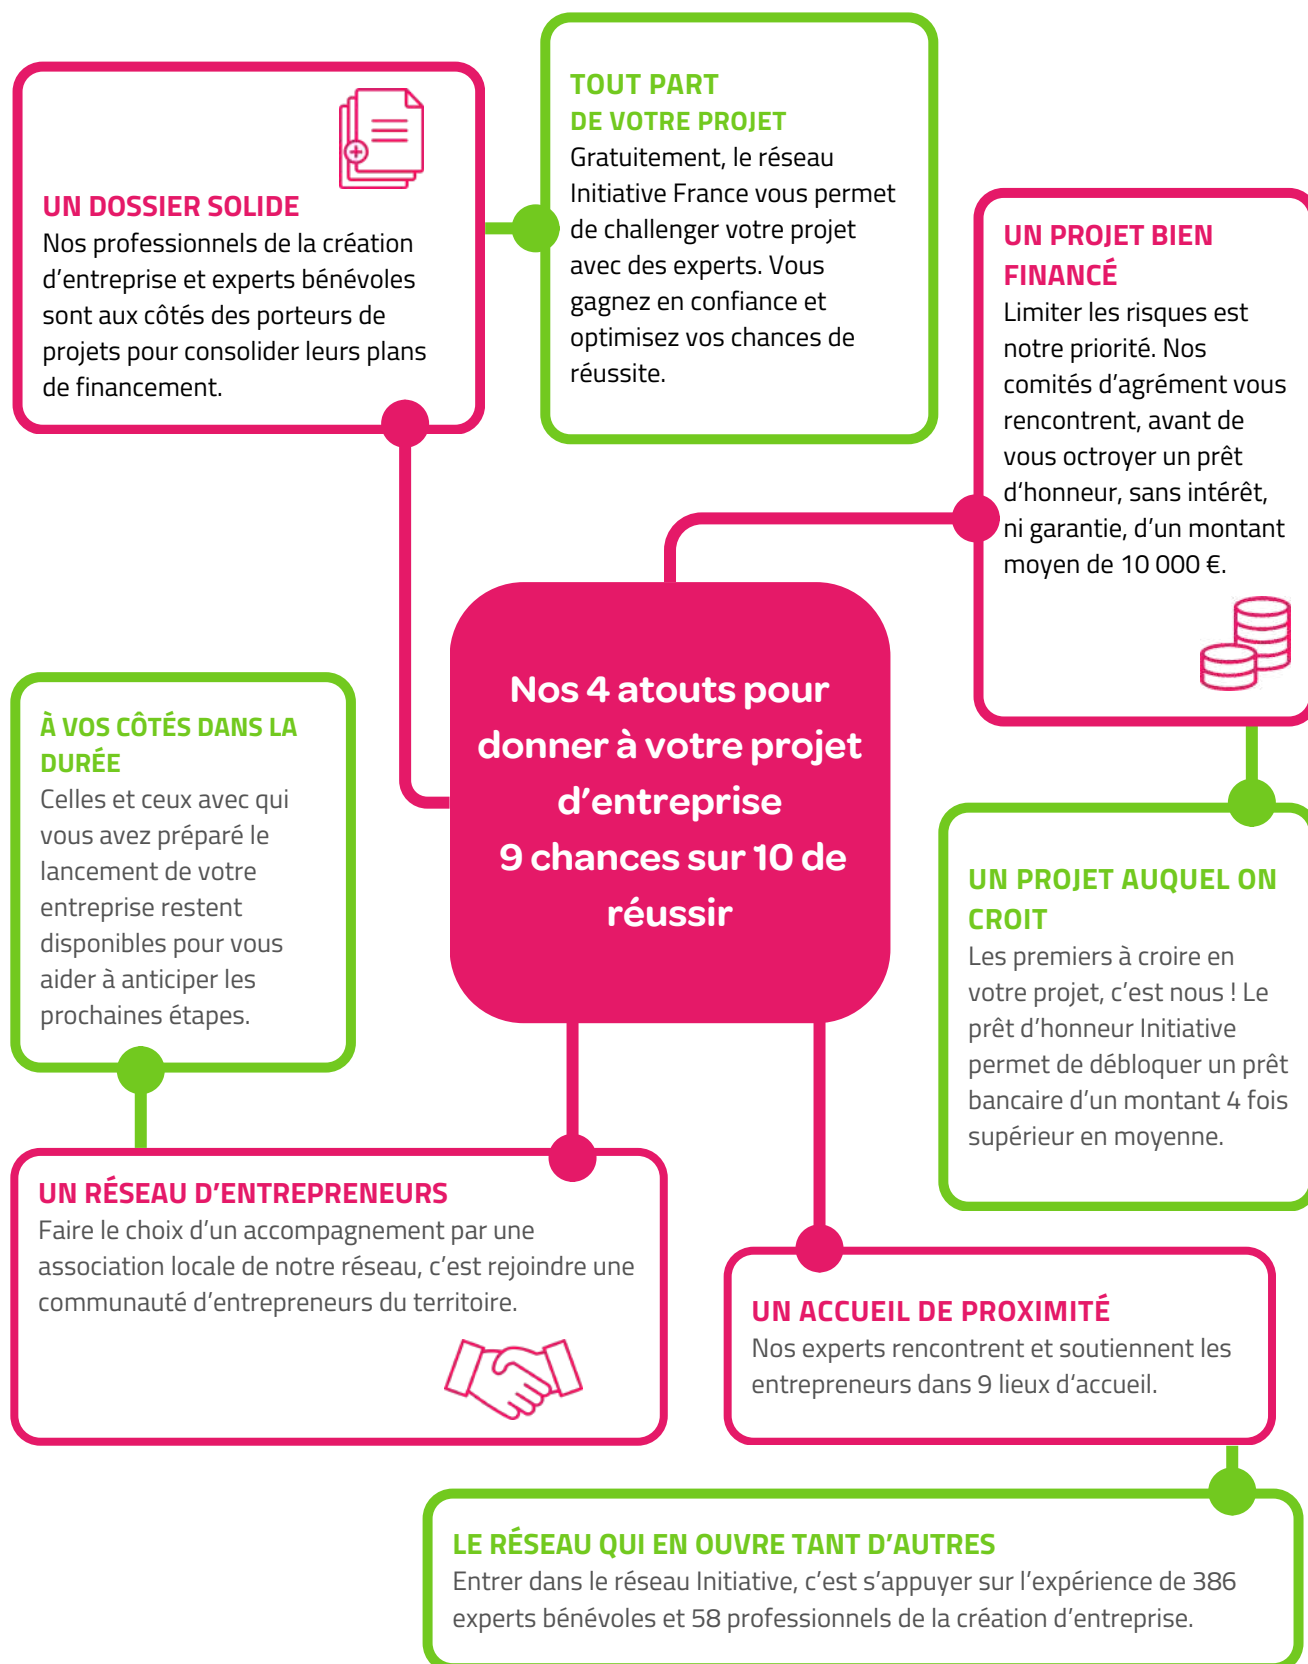 UN DOSSIER SOLIDE
Nos professionnels de la création
d’entreprise et experts bénévoles
sont aux côtés des porteurs de
projets pour consolider leurs plans
de financement.
TOUT PART
DE VOTRE PROJET
Gratuitement, le réseau
Initiative France vous permet
de challenger votre projet
avec des experts. Vous
gagnez en confiance et
optimisez vos chances de
réussite.
UN PROJET BIEN
FINANCÉ
Limiter les risques est
notre priorité. Nos
comités d’agrément vous
rencontrent, avant de
vous octroyer un prêt
d’honneur, sans intérêt,
ni garantie, d’un montant
moyen de 10 000 €.
Nos 4 atouts pour
donner à votre projet
d’entreprise
9 chances sur 10 de
réussir
À VOS CÔTÉS DANS LA
DURÉE
Celles et ceux avec qui
vous avez préparé le
lancement de votre
entreprise restent
disponibles pour vous
aider à anticiper les
prochaines étapes.
UN PROJET AUQUEL ON
CROIT
Les premiers à croire en
votre projet, c’est nous ! Le
prêt d’honneur Initiative
permet de débloquer un prêt
bancaire d’un montant 4 fois
supérieur en moyenne.
UN RÉSEAU D’ENTREPRENEURS
Faire le choix d’un accompagnement par une
association locale de notre réseau, c’est rejoindre une
communauté d’entrepreneurs du territoire.
UN ACCUEIL DE PROXIMITÉ
Nos experts rencontrent et soutiennent les
entrepreneurs dans 9 lieux d’accueil.
LE RÉSEAU QUI EN OUVRE TANT D’AUTRES
Entrer dans le réseau Initiative, c’est s’appuyer sur l’expérience de 386
experts bénévoles et 58 professionnels de la création d’entreprise.